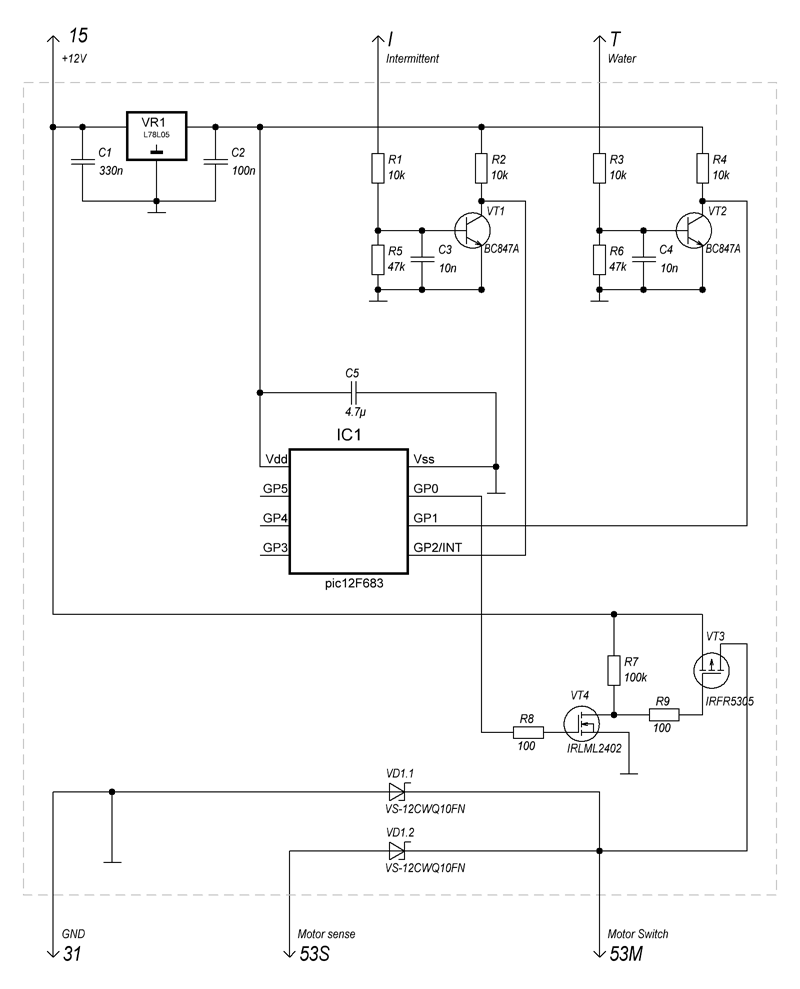 15
+12V
I
Intermittent
T
Water
VR1
L78L05
C1
330n
C2
100n
R1
10k
R2
10k
R3
10k
R4
10k
VT1
VT2
R5
47k
C3
10n
BC847A
R6
47k
C4
10n
BC847A
C5
4.7μ
IC1
Vdd
Vss
GP5
GP0
GP4
GP1
GP3
GP2/INT
pic12F683
VT3
R7
100k
VT4
R9
100
IRFR5305
R8
100
IRLML2402
VD1.1
VS-12CWQ10FN
VD1.2
VS-12CWQ10FN
GND
31
Motor sense
53S
Motor Switch
53M